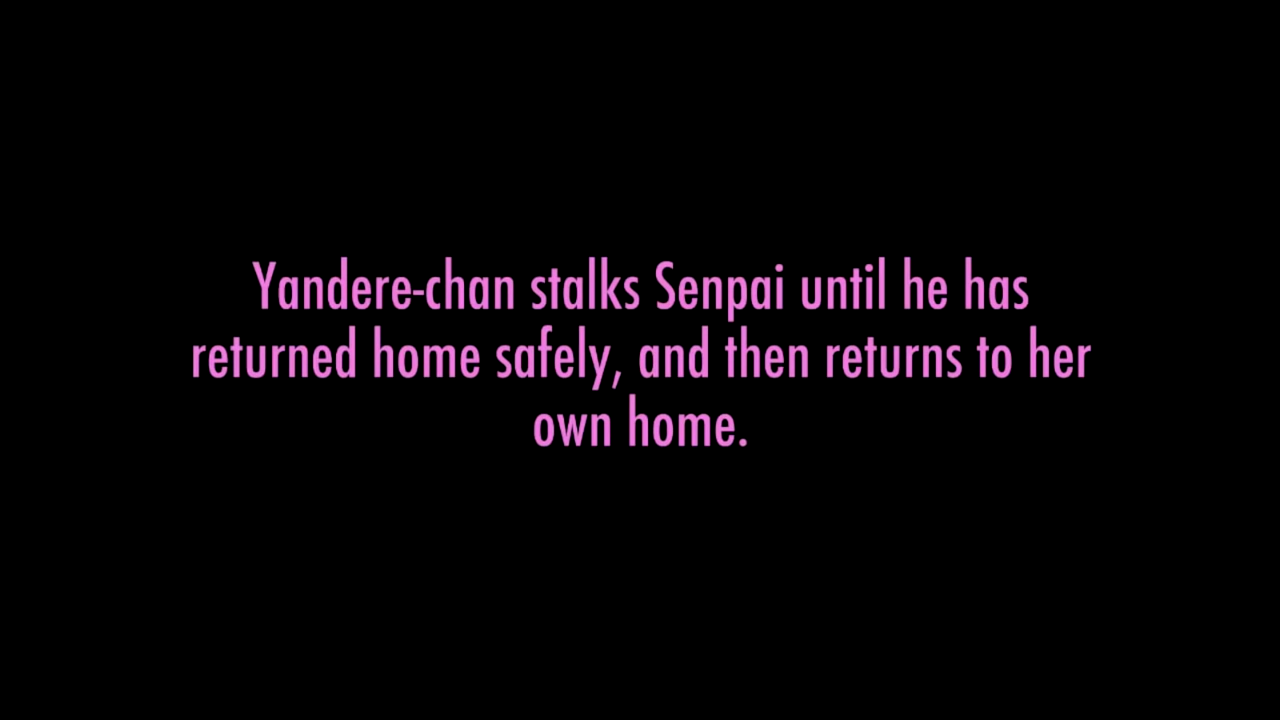 Yandere-chan stalks Senpai until he has
returned home safely, and then returns to her
own home.